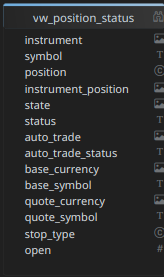 vw_position_status
instrument
symbol
position
instrument_position
state
status
auto_trade
auto_trade_status
base_currency
base_symbol
quote_currency
quote_symbol
stop_type
open